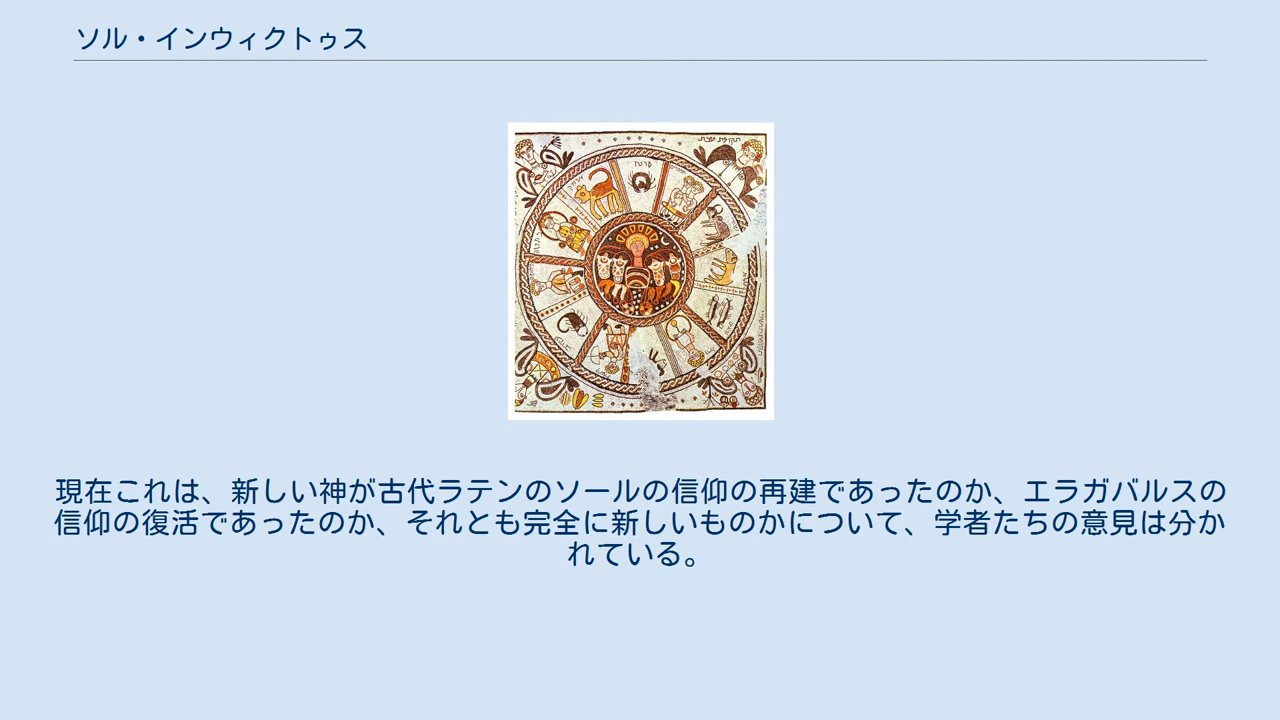 ソル・インウィクトゥス
現在これは、新しい神が古代ラテンのソールの信仰の再建であったのか、エラガバルスの
信仰の復活であったのか、それとも完全に新しいものかについて、学者たちの意見は分か
れている。